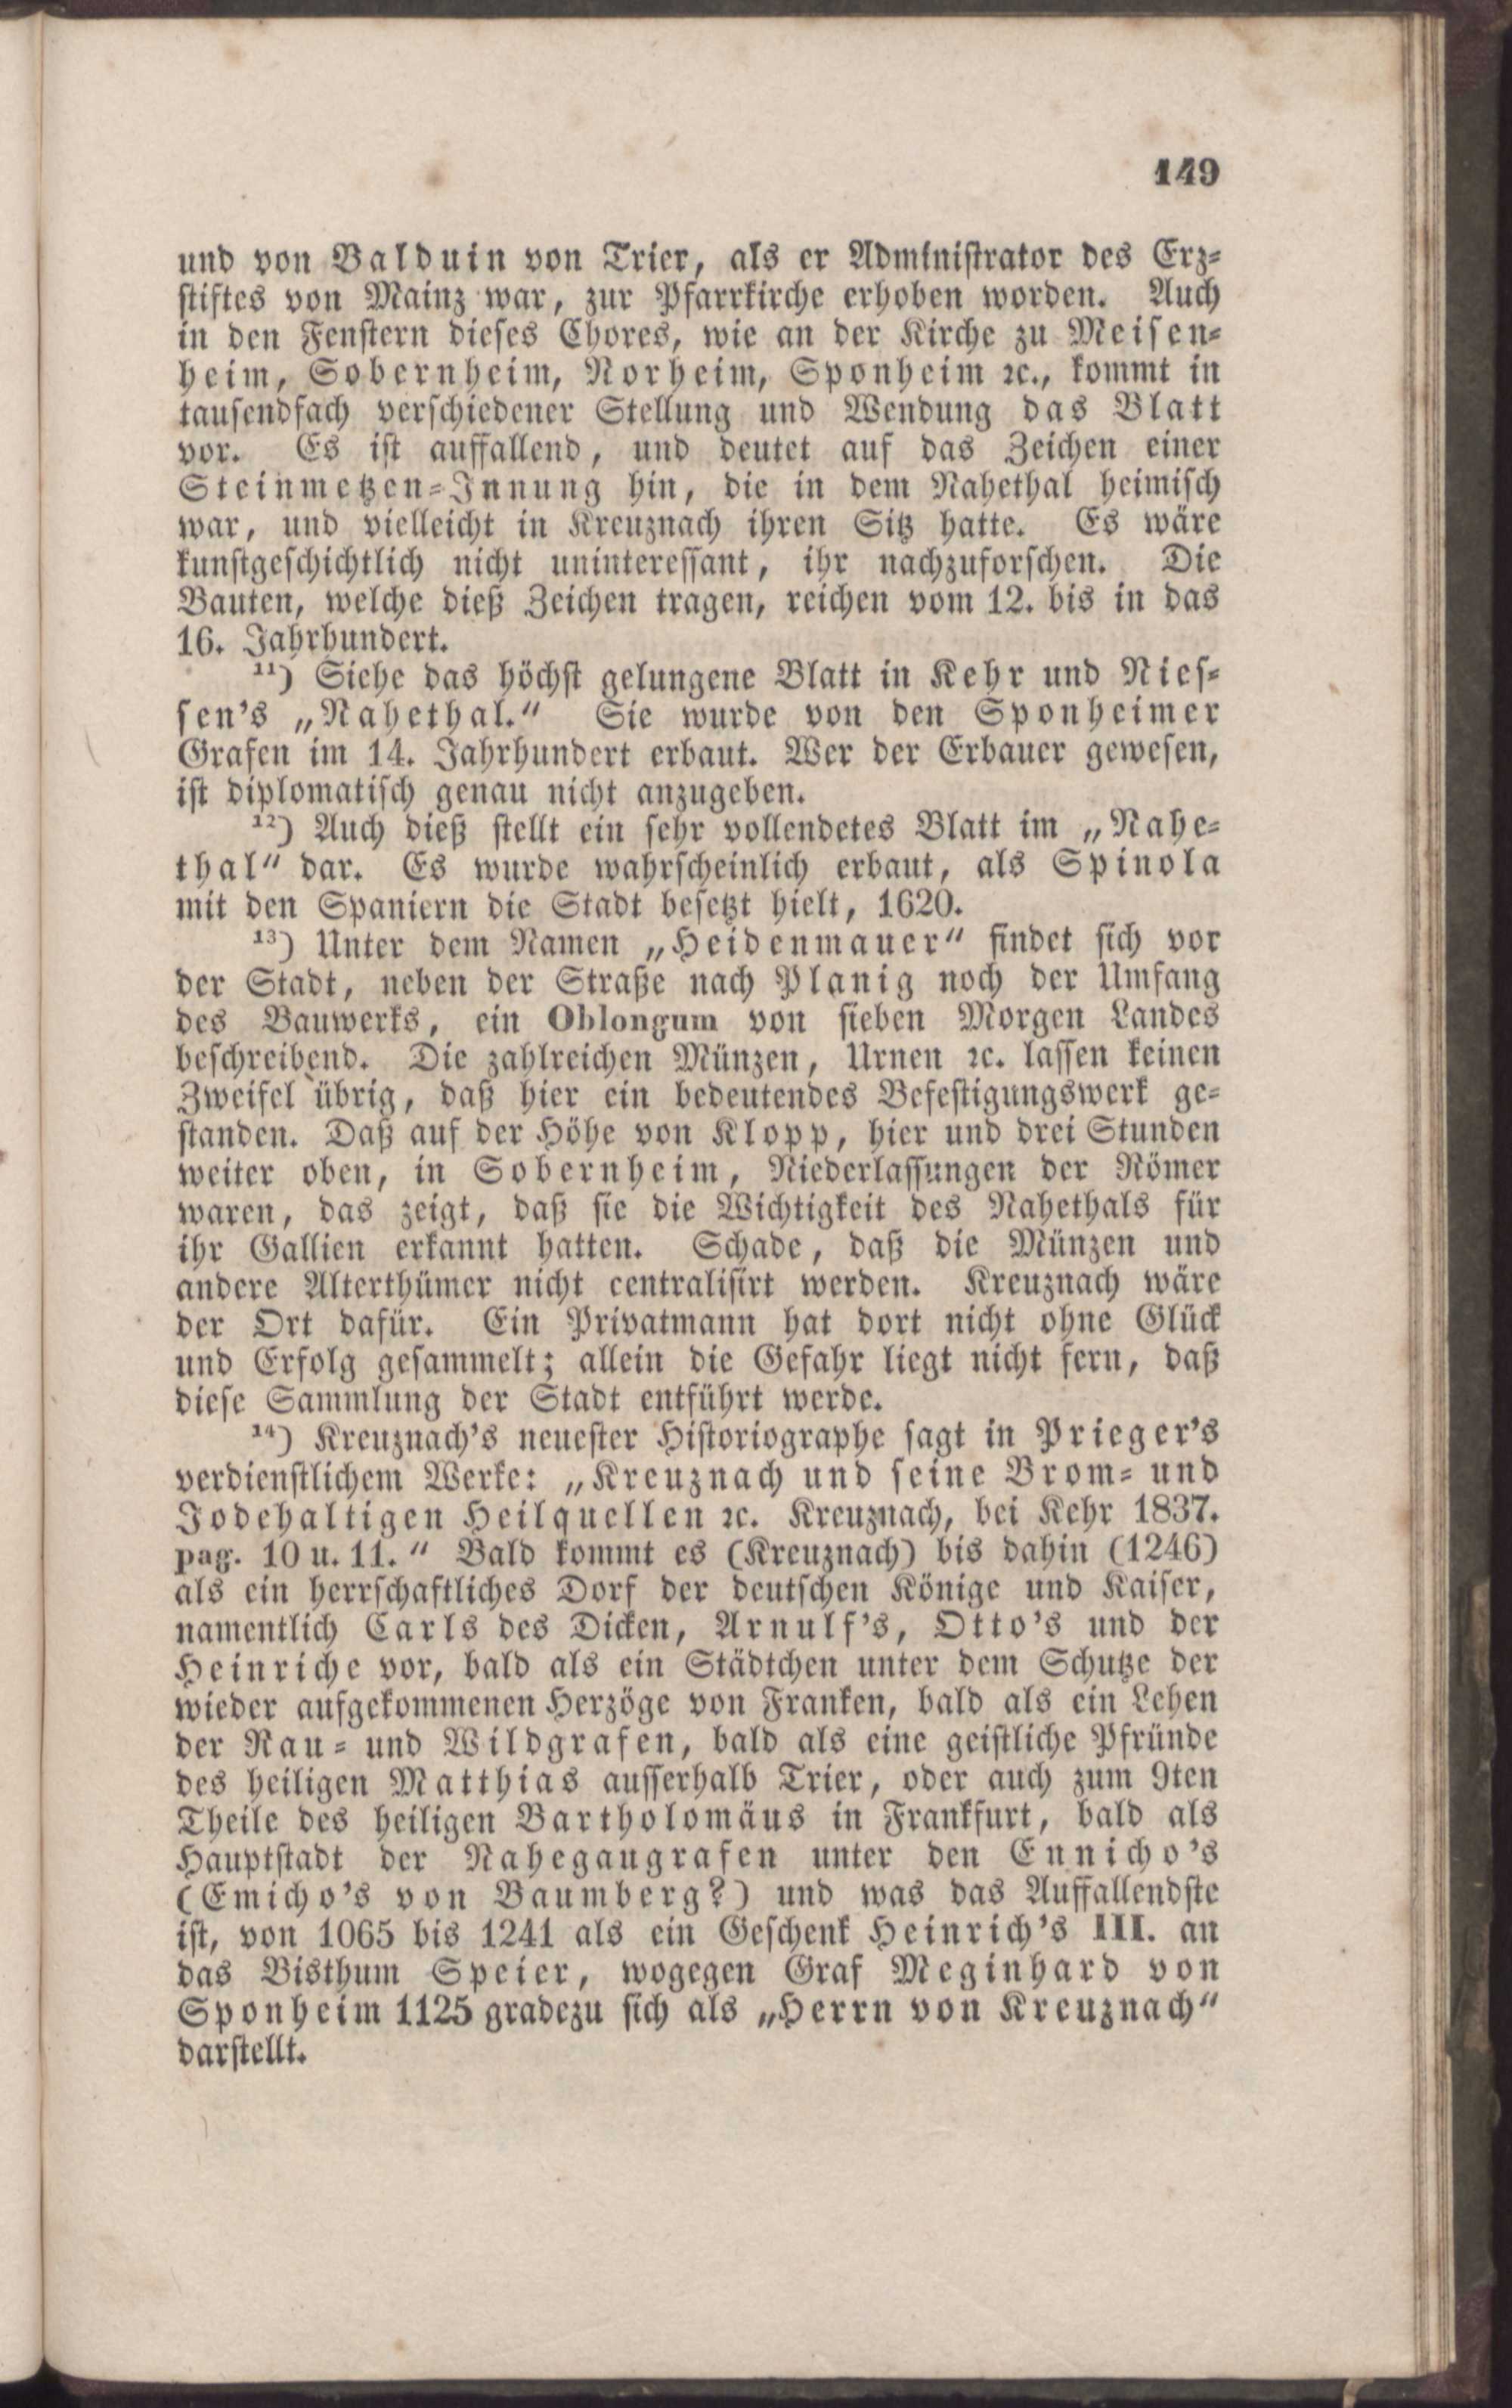 149
und von Balduin von Trier, als er Administrator des Erz-
stiftes von Mainz war, zur Pfarrkirche erhoben worden. Auch
in den Fenstern dieses Chores, wie an der Kirche zu Meisen-
heim, Sobernheim, Norheim, Sponheim ꝛc., kommt in
tausendfach verschiedener Stellung und Wendung das Blatt
vor. Es ist auffallend, und deutet auf das Zeichen einer
Steinmetzen-Innung hin, die in dem Nahethal heimisch
war, und vielleicht in Kreuznach ihren Sitz hatte. Es wäre
kunstgeschichtlich nicht uninteressant, ihr nachzuforschen. Die
Bauten, welche dieß Zeichen tragen, reichen vom 12. bis in das
16. Jahrhundert.
¹¹) Siehe das höchst gelungene Blatt in Kehr und Nies-
sen's „Nahethal.“ Sie wurde von den Sponheimer
Grafen im 14. Jahrhundert erbaut. Wer der Erbauer gewesen,
ist diplomatisch genau nicht anzugeben.
¹²) Auch dieß stellt ein sehr vollendetes Blatt im „Nahe-
thal“ dar. Es wurde wahrscheinlich erbaut, als Spinola
mit den Spaniern die Stadt besetzt hielt, 1620.
¹³) Unter dem Namen „Heidenmauer“ findet sich vor
der Stadt, neben der Straße nach Planig noch der Umfang
des Bauwerks, ein Oblongum von sieben Morgen Landes
beschreibend. Die zahlreichen Münzen, Urnen ꝛc. lassen keinen
Zweifel übrig, daß hier ein bedeutendes Befestigungswerk ge-
standen. Daß auf der Höhe von Klopp, hier und drei Stunden
weiter oben, in Sobernheim, Niederlassungen der Römer
waren, das zeigt, daß sie die Wichtigkeit des Nahethals für
ihr Gallien erkannt hatten. Schade, daß die Münzen und
andere Alterthümer nicht centralisirt werden. Kreuznach wäre
der Ort dafür. Ein Privatmann hat dort nicht ohne Glück
und Erfolg gesammelt; allein die Gefahr liegt nicht fern, daß
diese Sammlung der Stadt entführt werde.
¹⁴) Kreuznach's neuester Historiographe sagt in Prieger's
verdienstlichem Werke: „Kreuznach und seine Brom- und
Jodehaltigen Heilquellen ꝛc. Kreuznach, bei Kehr 1837.
pag. 10 u. 11.“ Bald kommt es (Kreuznach) bis dahin (1246)
als ein herrschaftliches Dorf der deutschen Könige und Kaiser,
namentlich Carls des Dicken, Arnulf's, Otto's und der
Heinriche vor, bald als ein Städtchen unter dem Schutze der
wieder aufgekommenen Herzöge von Franken, bald als ein Lehen
der Rau- und Wildgrafen, bald als eine geistliche Pfründe
des heiligen Matthias ausserhalb Trier, oder auch zum 9ten
Theile des heiligen Bartholomäus in Frankfurt, bald als
Hauptstadt der Nahegaugrafen unter den Ennicho's
(Emicho's von Baumberg?) und was das Auffallendste
ist, von 1065 bis 1241 als ein Geschenk Heinrich's III. an
das Bisthum Speier, wogegen Graf Meginhard von
Sponheim 1125 gradezu sich als „Herrn von Kreuznach“
darstellt.